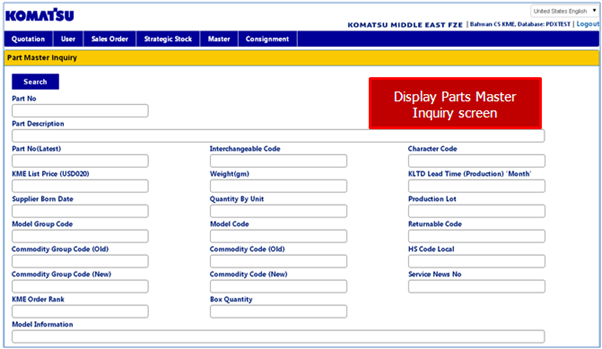 KOMATSU
United States English
KOMATSU MIDDLE EAST FZE | Bahwan CS KME, Database: PDXTEST | Logout
Quotation User Sales Order Strategic Stock Master Consignment
Part Master Inquiry
Search
Display Parts Master
Inquiry screen
Part No
Part Description
Part No(Latest) Interchangeable Code Character Code
KME List Price (USD020) Weight(gm) KLTD Lead Time (Production) 'Month'
Supplier Born Date Quantity By Unit Production Lot
Model Group Code Model Code Returnable Code
Commodity Group Code (Old) Commodity Code (Old) HS Code Local
Commodity Group Code (New) Commodity Code (New) Service News No
KME Order Rank Box Quantity
Model Information